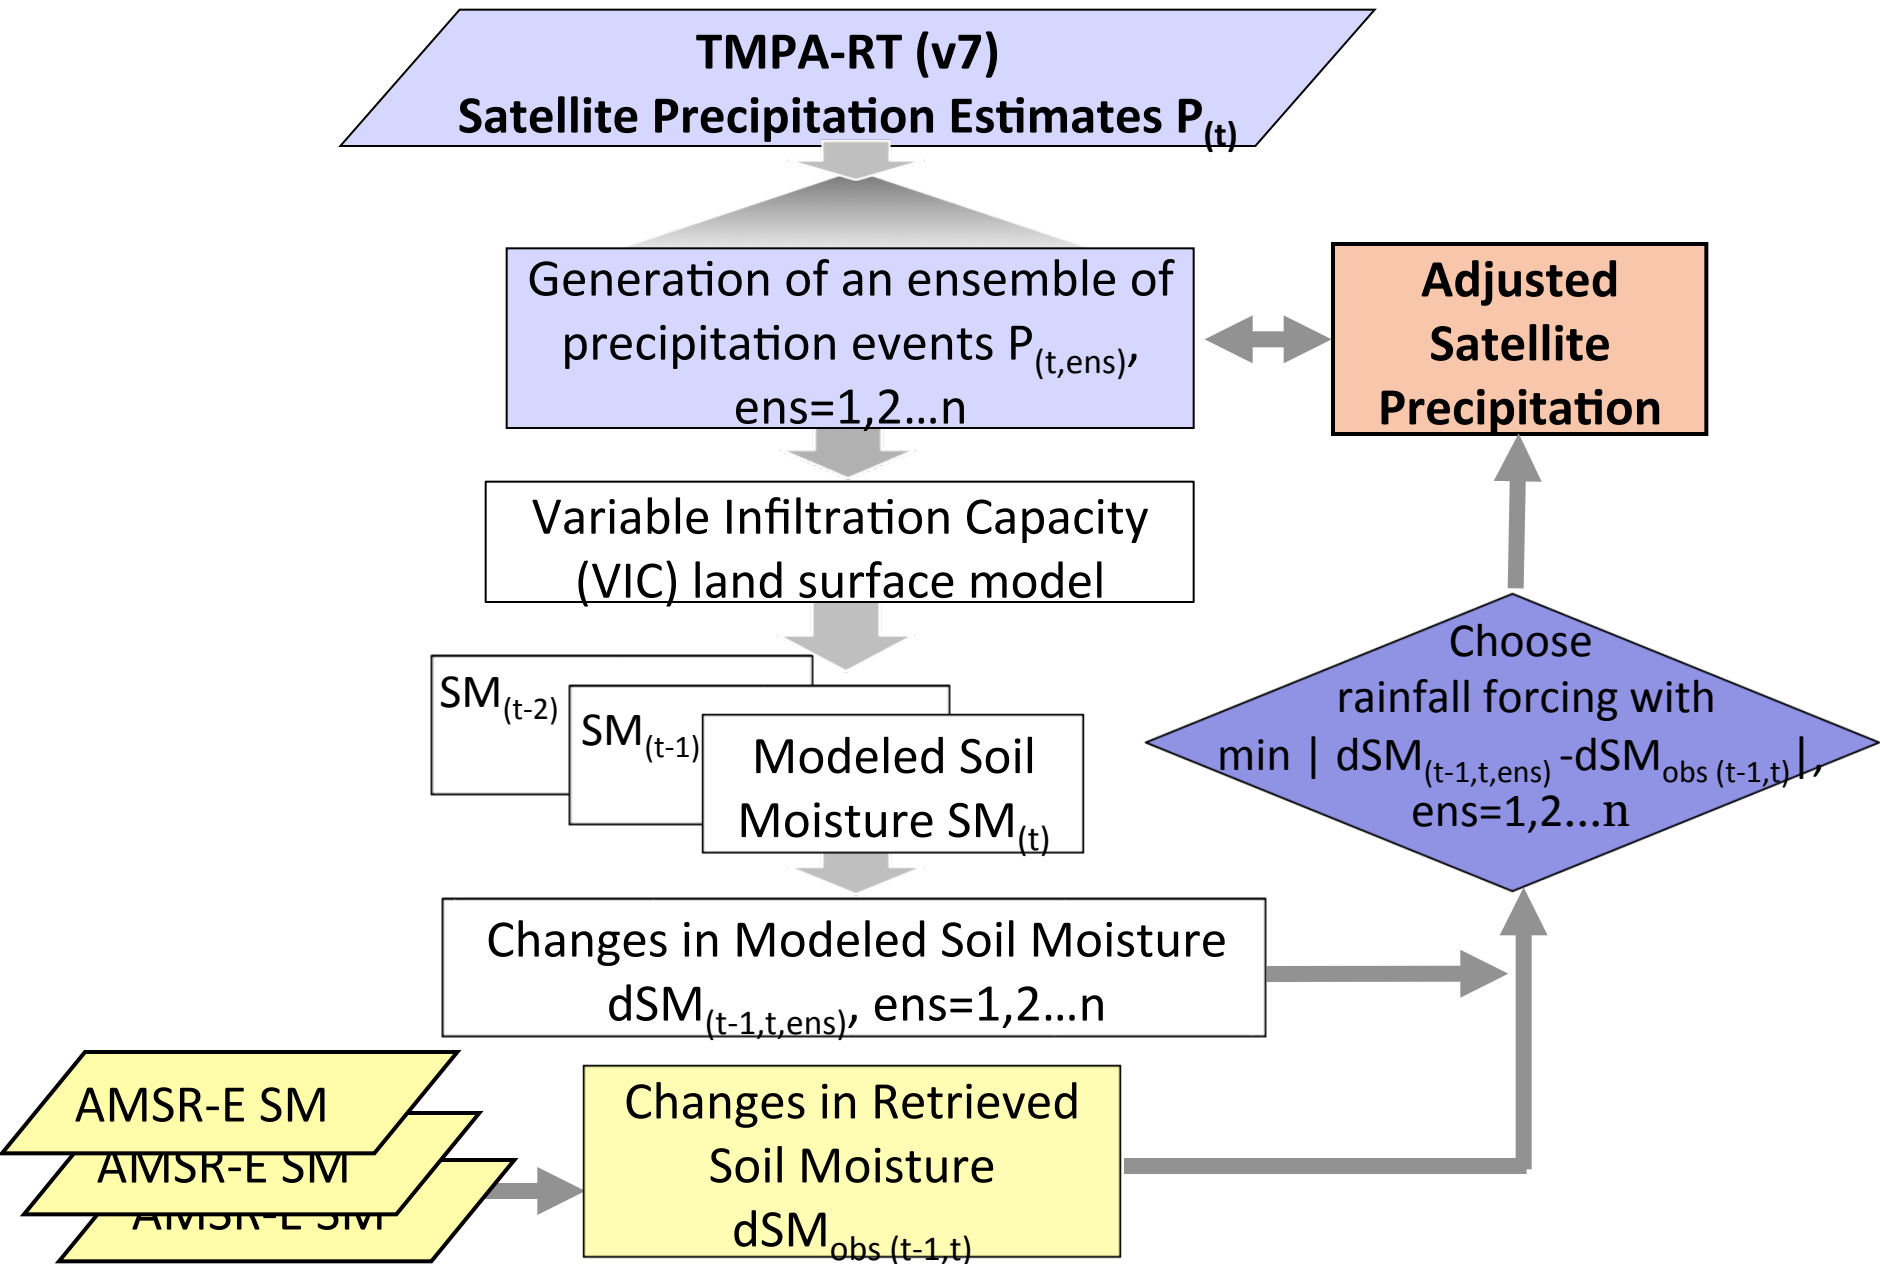 TMPA-RT (v7)
Satellite Precipitation Estimates P(t)
Generation of an ensemble of
precipitation events P(t,ens),
ens=1,2...n
Adjusted
Satellite
Precipitation
Variable Infiltration Capacity
(VIC) land surface model
SM(t-2)
SM(t-1)
Modeled Soil
Moisture SM(t)
Choose
rainfall forcing with
min | dSM(t-1,t,ens) -dSMobs (t-1,t)|,
ens=1,2...n
Changes in Modeled Soil Moisture
dSM(t-1,t,ens), ens=1,2...n
AMSR-E SM
AMSR-E SM
AMSR-E SM
Changes in Retrieved
Soil Moisture
dSMobs (t-1,t)